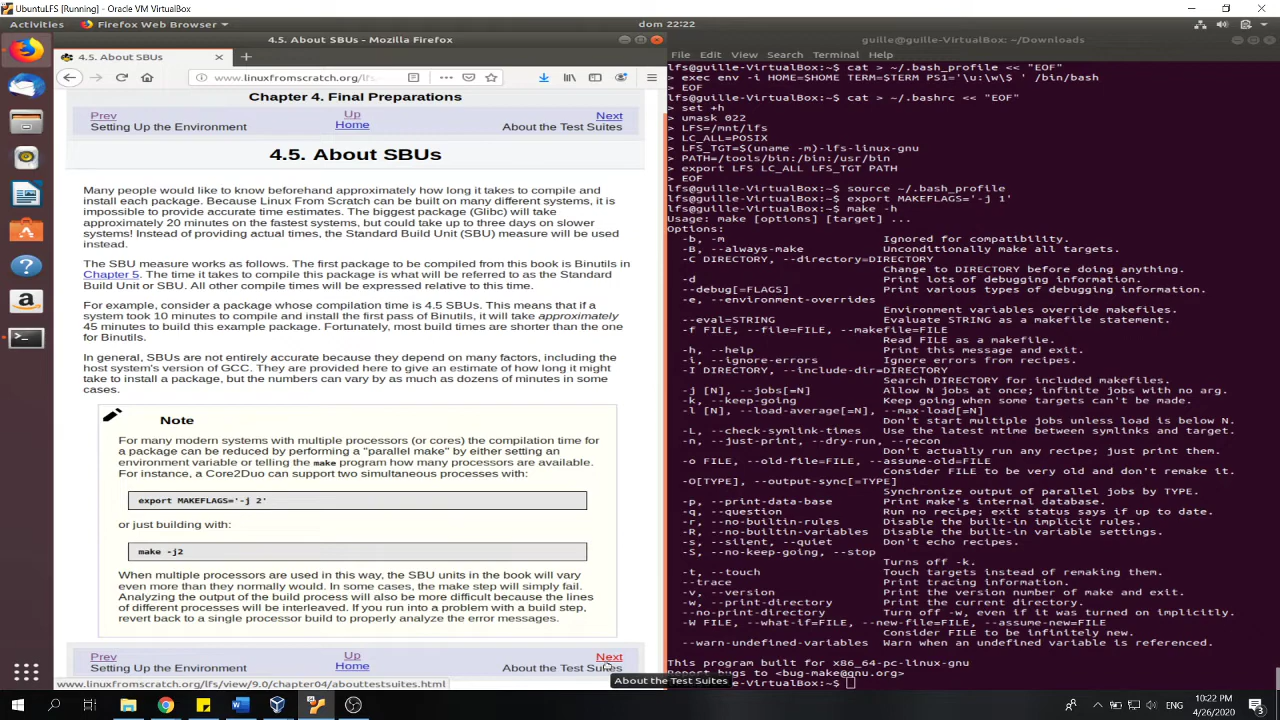 UbuntuLFS [Running] - Oracle VM VirtualBox
Activities
Firefox Web Browser
dom 22:22
4.5. About SBUs - Mozilla Firefox
4.5. About SBUs
www.linuxfromscratch.org/lfs
Chapter 4. Final Preparations
Prev
Up
Next
Setting Up the Environment
Home
About the Test Suites
4.5. About SBUs
Many people would like to know beforehand approximately how long it takes to compile and
install each package. Because Linux From Scratch can be built on many different systems, it is
impossible to provide accurate time estimates. The biggest package (Glibc) will take
approximately 20 minutes on the fastest systems, but could take up to three days on slower
systems! Instead of providing actual times, the Standard Build Unit (SBU) measure will be used
instead.
The SBU measure works as follows. The first package to be compiled from this book is Binutils in
Chapter 5. The time it takes to compile this package is what will be referred to as the Standard
Build Unit or SBU. All other compile times will be expressed relative to this time.
For example, consider a package whose compilation time is 4.5 SBUs. This means that if a
system took 10 minutes to compile and install the first pass of Binutils, it will take approximately
45 minutes to build this example package. Fortunately, most build times are shorter than the one
for Binutils.
In general, SBUs are not entirely accurate because they depend on many factors, including the
host system's version of GCC. They are provided here to give an estimate of how long it might
take to install a package, but the numbers can vary by as much as dozens of minutes in some
cases.
Note
For many modern systems with multiple processors (or cores) the compilation time for
a package can be reduced by performing a "parallel make" by either setting an
environment variable or telling the make program how many processors are available.
For instance, a Core2Duo can support two simultaneous processes with:
export MAKEFLAGS='-j 2'
or just building with:
make -j2
When multiple processors are used in this way, the SBU units in the book will vary
even more than they normally would. In some cases, the make step will simply fail.
Analyzing the output of the build process will also be more difficult because the lines
of different processes will be interleaved. If you run into a problem with a build step,
revert back to a single processor build to properly analyze the error messages.
Prev
Up
Next
Setting Up the Environment
Home
About the Test Suites
www.linuxfromscratch.org/lfs/view/9.0/chapter04/abouttestsuites.html
About the Test Suites
guille@guille-VirtualBox: ~/Downloads
File Edit View Search Terminal Help
lfs@guille-VirtualBox:~$ cat > ~/.bash_profile << "EOF"
> exec env -i HOME=$HOME TERM=$TERM PS1='\u:\w\$ ' /bin/bash
> EOF
lfs@guille-VirtualBox:~$ cat > ~/.bashrc << "EOF"
> set +h
> umask 022
> LFS=/mnt/lfs
> LC_ALL=POSIX
> LFS_TGT=$(uname -m)-lfs-linux-gnu
> PATH=/tools/bin:/bin:/usr/bin
> export LFS LC_ALL LFS_TGT PATH
> EOF
lfs@guille-VirtualBox:~$ source ~/.bash_profile
lfs@guille-VirtualBox:~$ export MAKEFLAGS='-j 1'
lfs@guille-VirtualBox:~$ make -h
Usage: make [options] [target] ...
Options:
-b, -m Ignored for compatibility.
-B, --always-make Unconditionally make all targets.
-C DIRECTORY, --directory=DIRECTORY
Change to DIRECTORY before doing anything.
-d Print lots of debugging information.
--debug[=FLAGS] Print various types of debugging information.
-e, --environment-overrides
Environment variables override makefiles.
--eval=STRING Evaluate STRING as a makefile statement.
-f FILE, --file=FILE, --makefile=FILE
Read FILE as a makefile.
-h, --help Print this message and exit.
-i, --ignore-errors Ignore errors from recipes.
-I DIRECTORY, --include-dir=DIRECTORY
Search DIRECTORY for included makefiles.
-j [N], --jobs[=N] Allow N jobs at once; infinite jobs with no arg.
-k, --keep-going Keep going when some targets can't be made.
-l [N], --load-average[=N], --max-load[=N]
Don't start multiple jobs unless load is below N.
-L, --check-symlink-times Use the latest mtime between symlinks and target.
-n, --just-print, --dry-run, --recon
Don't actually run any recipe; just print them.
-o FILE, --old-file=FILE, --assume-old=FILE
Consider FILE to be very old and don't remake it.
-O[TYPE], --output-sync[=TYPE]
Synchronize output of parallel jobs by TYPE.
-p, --print-data-base Print make's internal database.
-q, --question Run no recipe; exit status says if up to date.
-r, --no-builtin-rules Disable the built-in implicit rules.
-R, --no-builtin-variables Disable the built-in variable settings.
-s, --silent, --quiet Don't echo recipes.
-S, --no-keep-going, --stop
Turns off -k.
-t, --touch Touch targets instead of remaking them.
--trace Print tracing information.
-v, --version Print the version number of make and exit.
-w, --print-directory Print the current directory.
--no-print-directory Turn off -w, even if it was turned on implicitly.
-W FILE, --what-if=FILE, --new-file=FILE, --assume-new=FILE
Consider FILE to be infinitely new.
--warn-undefined-variables Warn when an undefined variable is referenced.
This program built for x86_64-pc-linux-gnu
Report bugs to <bug-make@gnu.org>
e-VirtualBox:~$
10:22 PM
4/26/2020
3